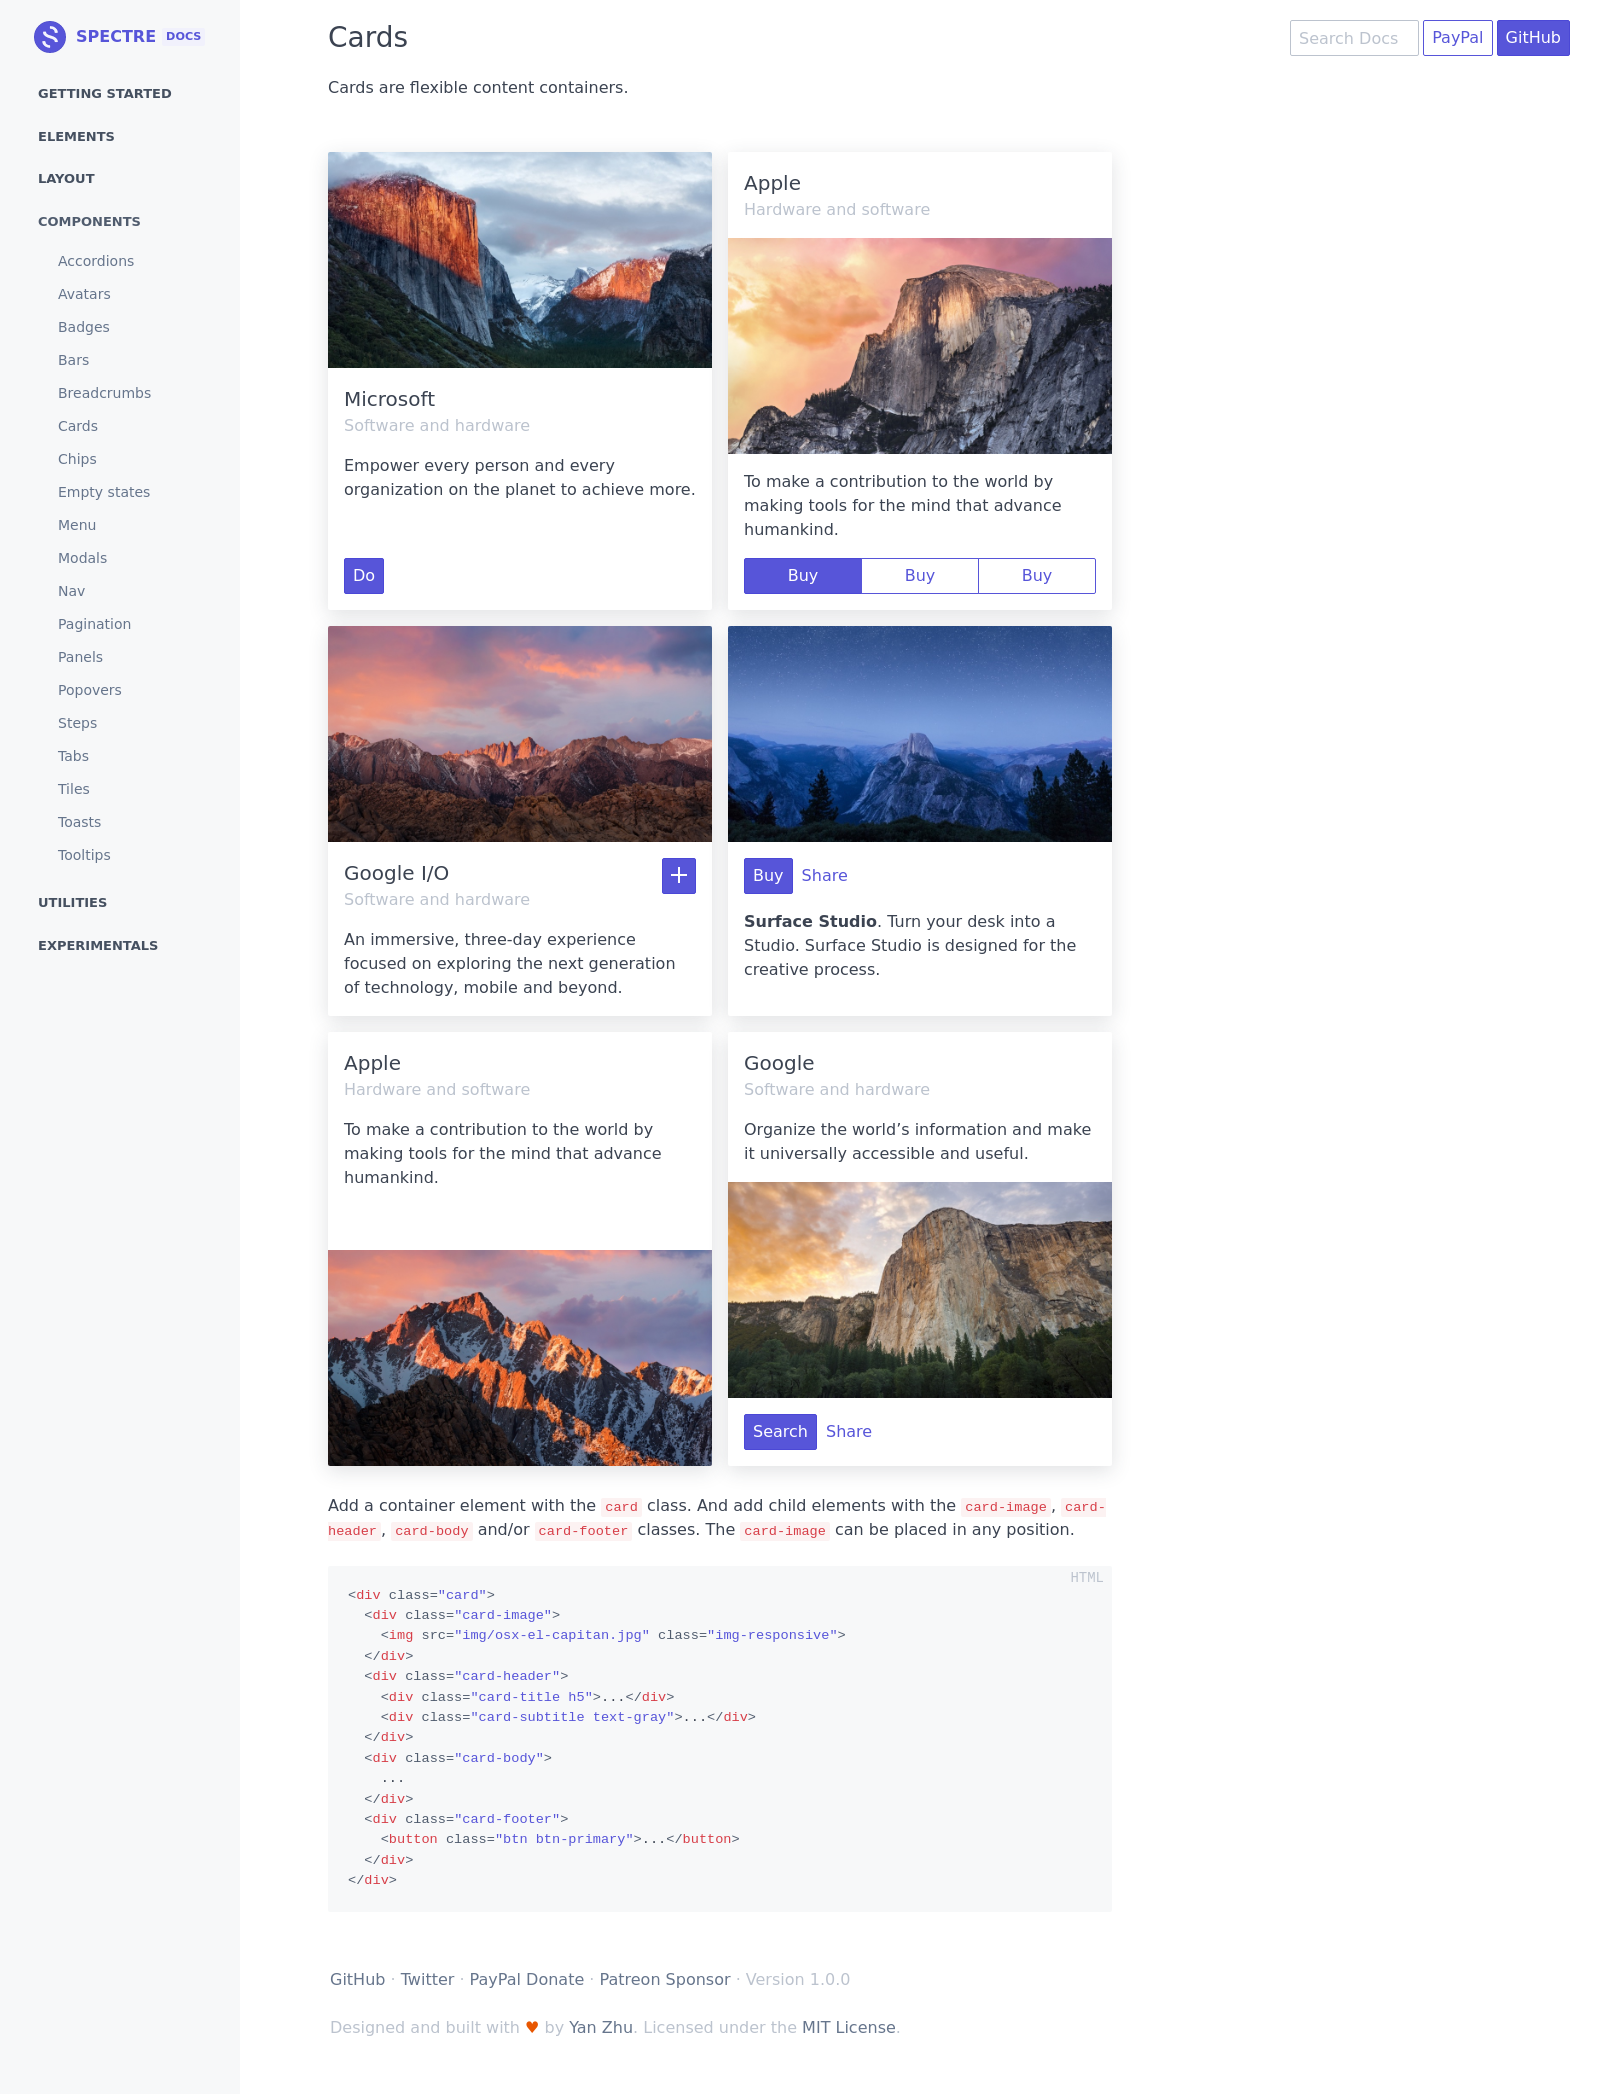 SPECTRE DOCS
GETTING STARTED
ELEMENTS
LAYOUT
COMPONENTS
Accordions
Avatars
Badges
Bars
Breadcrumbs
Cards
Chips
Empty states
Menu
Modals
Nav
Pagination
Panels
Popovers
Steps
Tabs
Tiles
Toasts
Tooltips
UTILITIES
EXPERIMENTALS
Search Docs PayPal GitHub
Cards
Cards are flexible content containers.
Microsoft
Software and hardware
Empower every person and every
organization on the planet to achieve more.
Do
Apple
Hardware and software
To make a contribution to the world by
making tools for the mind that advance
humankind.
Buy Buy Buy
Google I/O
Software and hardware
An immersive, three-day experience
focused on exploring the next generation
of technology, mobile and beyond.
Buy Share
Surface Studio. Turn your desk into a
Studio. Surface Studio is designed for the
creative process.
Apple
Hardware and software
To make a contribution to the world by
making tools for the mind that advance
humankind.
Google
Software and hardware
Organize the world’s information and make
it universally accessible and useful.
Search Share
Add a container element with the card class. And add child elements with the card-image, card-
header, card-body and/or card-footer classes. The card-image can be placed in any position.
HTML
<div class="card">
  <div class="card-image">
    <img src="img/osx-el-capitan.jpg" class="img-responsive">
  </div>
  <div class="card-header">
    <div class="card-title h5">...</div>
    <div class="card-subtitle text-gray">...</div>
  </div>
  <div class="card-body">
    ...
  </div>
  <div class="card-footer">
    <button class="btn btn-primary">...</button>
  </div>
</div>
GitHub · Twitter · PayPal Donate · Patreon Sponsor · Version 1.0.0
Designed and built with ♥ by Yan Zhu. Licensed under the MIT License.